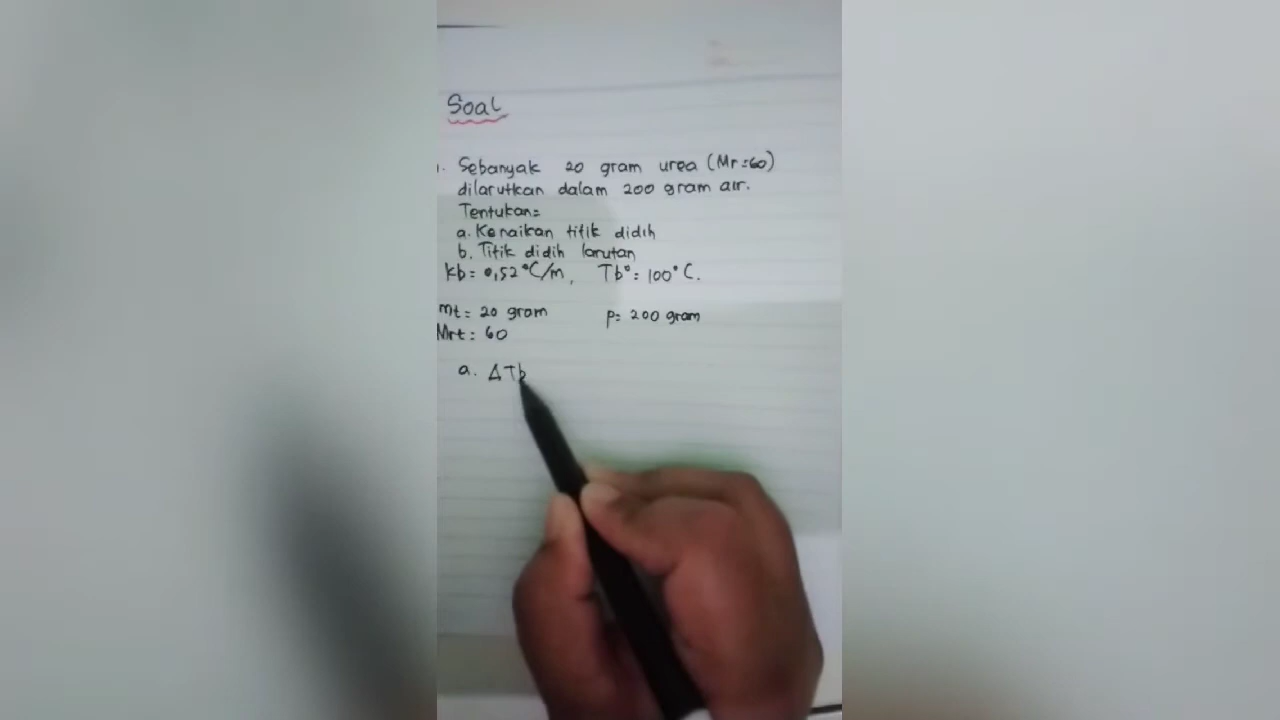 Soal
1. Sebanyak 20 gram urea (Mr=60)
dilarutkan dalam 200 gram air.
Tentukan=
a. Kenaikan titik didih
b. Titik didih larutan
Kb= 0,52°C/m, Tb°= 100°C.
mt= 20 gram p= 200 gram
Mrt= 60
a. ΔTb